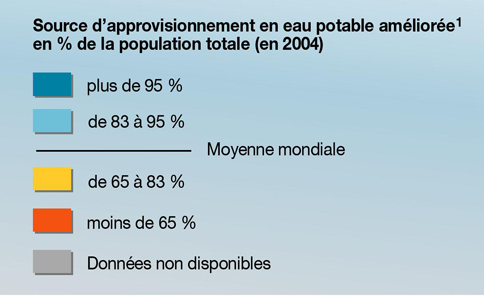 Source d’approvisionnement en eau potable améliorée¹
en % de la population totale (en 2004)
plus de 95 %
de 83 à 95 %
Moyenne mondiale
de 65 à 83 %
moins de 65 %
Données non disponibles